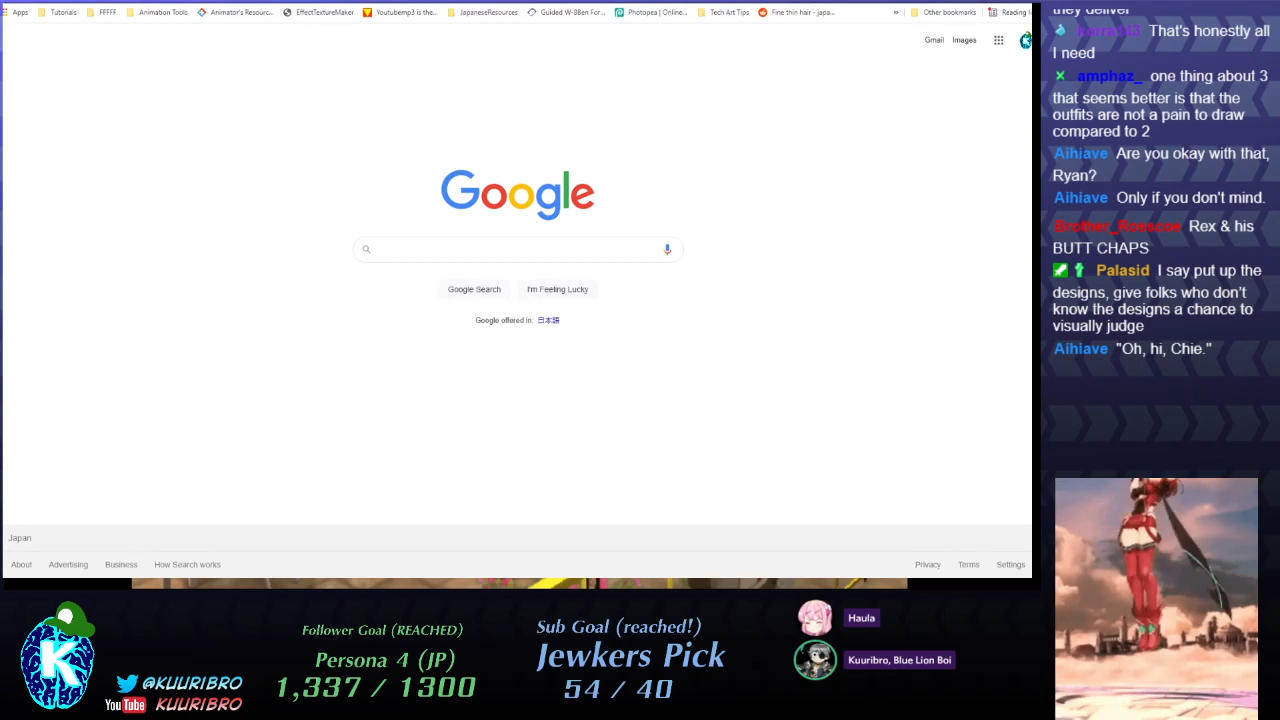 Apps Tutorials FFFFF Animation Tools Animator's Resourc... EffectTextureMaker Youtubemp3 is the... JapaneseResources Guided W-8Ben For... Photopea | Online... Tech Art Tips Fine thin hair - japa... » Other bookmarks Reading li
Gmail Images
Google
Google Search I'm Feeling Lucky
Google offered in: 日本語
Japan
About Advertising Business How Search works Privacy Terms Settings
they deliver
That's honestly all
I need
amphaz_ one thing about 3
that seems better is that the
outfits are not a pain to draw
compared to 2
Aihiave Are you okay with that,
Ryan?
Aihiave Only if you don't mind.
Brother_Rosscoe Rex & his
BUTT CHAPS
Palasid I say put up the
designs, give folks who don't
know the designs a chance to
visually judge
Aihiave "Oh, hi, Chie."
K
@KUURIBRO
YouTube KUURIBRO
Follower Goal (REACHED)
Persona 4 (JP)
1,337 / 1300
Sub Goal (reached!)
Jewkers Pick
54 / 40
Haula
Kuuribro, Blue Lion Boi